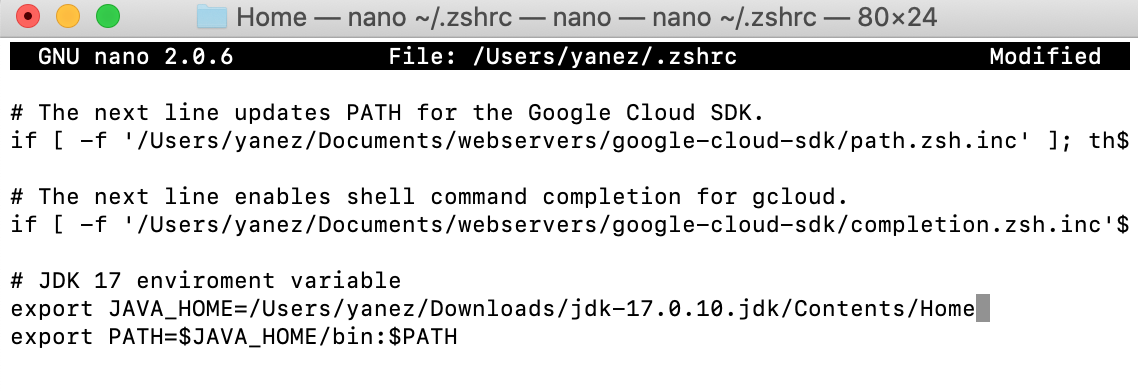 Home — nano ~/.zshrc — nano — nano ~/.zshrc — 80×24
GNU nano 2.0.6 File: /Users/yanez/.zshrc Modified
# The next line updates PATH for the Google Cloud SDK.
if [ -f '/Users/yanez/Documents/webservers/google-cloud-sdk/path.zsh.inc' ]; th$
# The next line enables shell command completion for gcloud.
if [ -f '/Users/yanez/Documents/webservers/google-cloud-sdk/completion.zsh.inc'$
# JDK 17 enviroment variable
export JAVA_HOME=/Users/yanez/Downloads/jdk-17.0.10.jdk/Contents/Home
export PATH=$JAVA_HOME/bin:$PATH